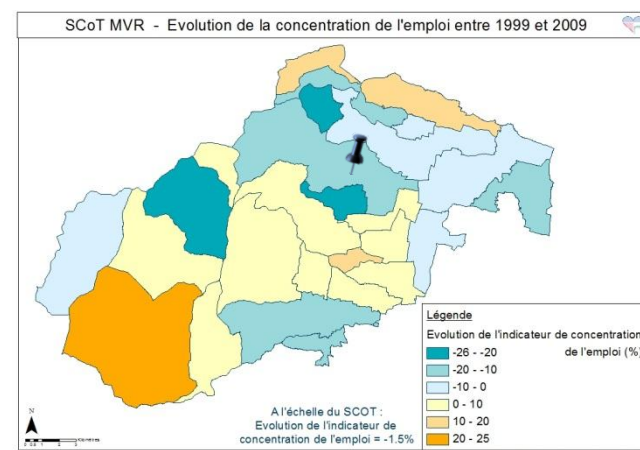 SCoT MVR - Evolution de la concentration de l'emploi entre 1999 et 2009
Légende
Evolution de l'indicateur de concentration
de l'emploi (%)
-26 - -20
-20 - -10
-10 - 0
0 - 10
10 - 20
20 - 25
A l'échelle du SCOT :
Evolution de l'indicateur de
concentration de l'emploi = -1.5%
N